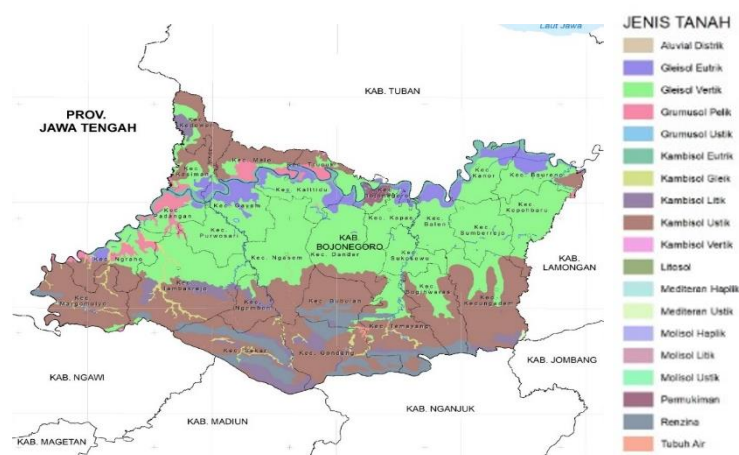 Laut Jawa
JENIS TANAH
Aluvial Distrik
Gleisol Eutrik
Gleisol Vertik
Grumusol Pelik
Grumusol Ustik
Kambisol Eutrik
Kambisol Gleik
Kambisol Litik
Kambisol Ustik
Kambisol Vertik
Litosol
Mediteran Haplik
Mediteran Ustik
Molisol Haplik
Molisol Litik
Molisol Ustik
Permukiman
Renzina
Tubuh Air
KAB. TUBAN
PROV.
JAWA TENGAH
Kec. Malo
Kec. Kalitidu
Kec.
Kanor
Kec. Baureno
Kec.
Purwosari
Kec. Ngasem
KAB.
BOJONEGORO
Kec. Dander
Kec. Kapas
Kec.
Sukosewu
Kec.
Balen
Kec.
Sumberrejo
Kec.
Kepohbaru
KAB.
LAMONGAN
Kec. Ngraho
Kec.
Margomulyo
Kec.
Tambakrejo
Kec.
Kedungadem
Kec. Temayang
Kec. Sekar
Kec. Gondang
KAB. NGAWI
KAB. JOMBANG
KAB. MADIUN
KAB. NGANJUK
KAB. MAGETAN